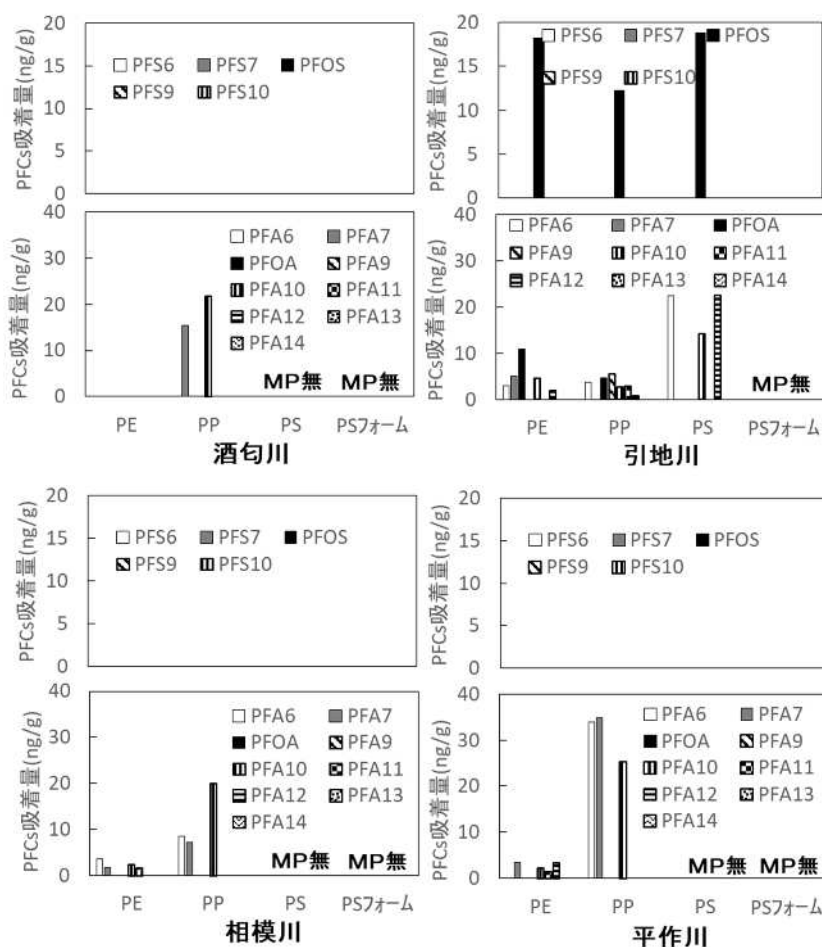 PFCs吸着量(ng/g)
20
15
10
5
0
PFS6 PFS7 PFOS
PFS9 PFS10
PFCs吸着量(ng/g)
40
30
20
10
0
PFA6 PFA7
PFOA PFA9
PFA10 PFA11
PFA12 PFA13
PFA14
MP無 MP無
PE PP PS PSフォーム
酒匂川
PFCs吸着量(ng/g)
20
15
10
5
0
PFS6 PFS7 PFOS
PFS9 PFS10
PFCs吸着量(ng/g)
40
30
20
10
0
PFA6 PFA7 PFOA
PFA9 PFA10 PFA11
PFA12 PFA13 PFA14
MP無
PE PP PS PSフォーム
引地川
PFCs吸着量(ng/g)
20
15
10
5
0
PFS6 PFS7 PFOS
PFS9 PFS10
PFCs吸着量(ng/g)
40
30
20
10
0
PFA6 PFA7
PFOA PFA9
PFA10 PFA11
PFA12 PFA13
PFA14
MP無 MP無
PE PP PS PSフォーム
相模川
PFCs吸着量(ng/g)
20
15
10
5
0
PFS6 PFS7 PFOS
PFS9 PFS10
PFCs吸着量(ng/g)
40
30
20
10
0
PFA6 PFA7
PFOA PFA9
PFA10 PFA11
PFA12 PFA13
PFA14
MP無 MP無
PE PP PS PSフォーム
平作川